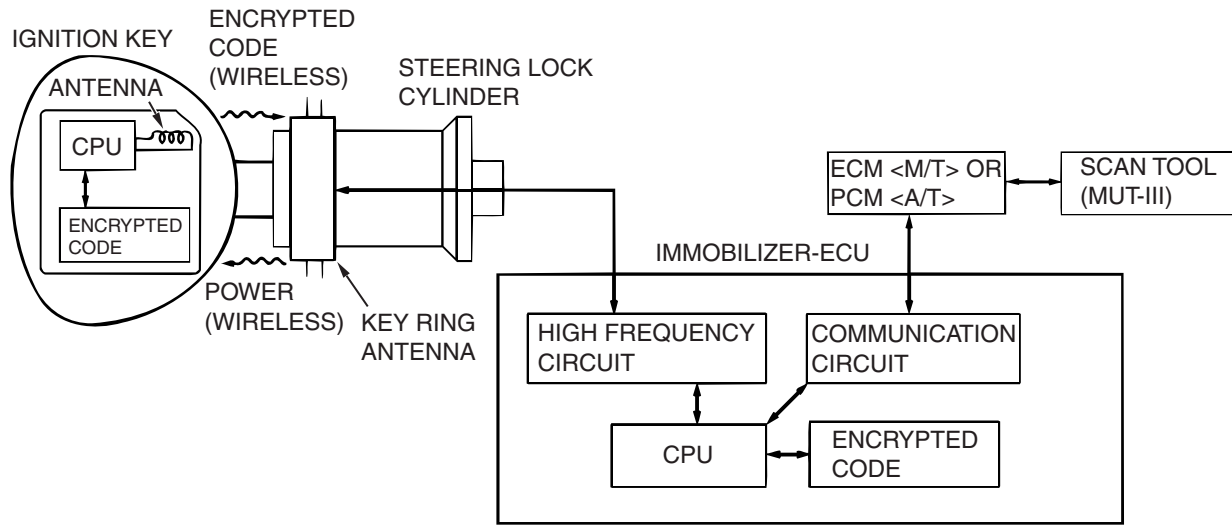 IGNITION KEY
ANTENNA
CPU
ENCRYPTED
CODE
ENCRYPTED
CODE
(WIRELESS)
POWER
(WIRELESS)
STEERING LOCK
CYLINDER
KEY RING
ANTENNA
ECM <M/T> OR
PCM <A/T>
SCAN TOOL
(MUT-III)
IMMOBILIZER-ECU
HIGH FREQUENCY
CIRCUIT
COMMUNICATION
CIRCUIT
CPU
ENCRYPTED
CODE